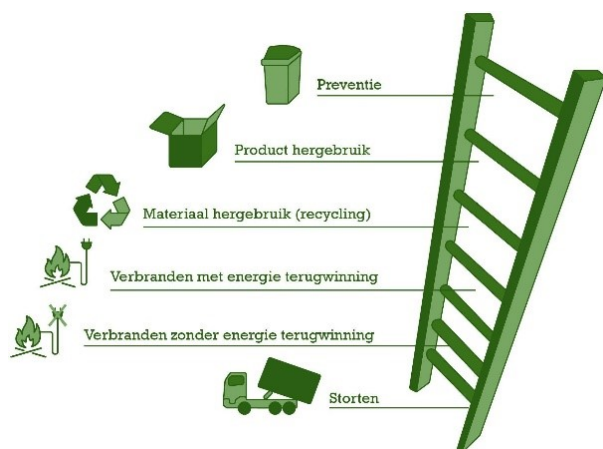 Preventie
Product hergebruik
Materiaal hergebruik (recycling)
Verbranden met energie terugwinning
Verbranden zonder energie terugwinning
Storten